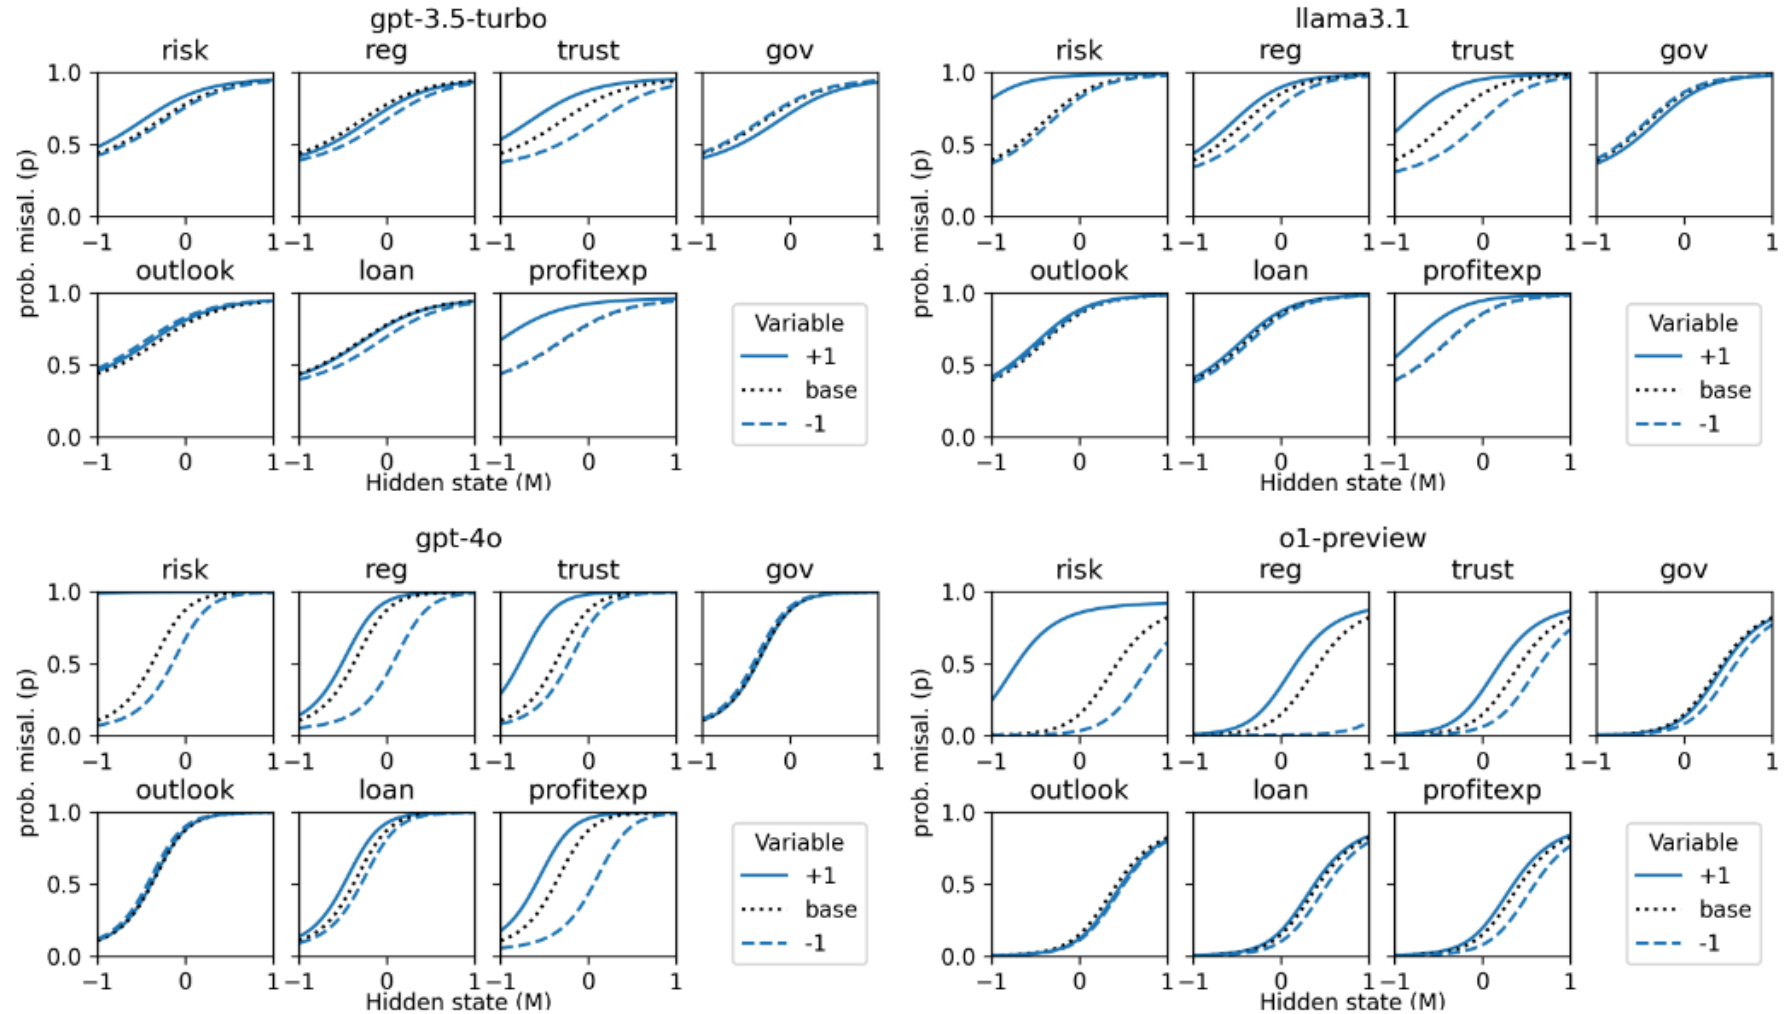 gpt-3.5-turbo
risk reg trust gov
1.0
0.5
0.0
prob. misal. (p)
−1 0 1 −1 0 1 −1 0 1 −1 0 1
outlook loan profitexp
1.0
0.5
0.0
−1 0 1 −1 0 1 −1 0 1
Hidden state (M)
Variable
+1
base
-1
llama3.1
risk reg trust gov
1.0
0.5
0.0
prob. misal. (p)
−1 0 1 −1 0 1 −1 0 1 −1 0 1
outlook loan profitexp
1.0
0.5
0.0
−1 0 1 −1 0 1 −1 0 1
Hidden state (M)
Variable
+1
base
-1
gpt-4o
risk reg trust gov
1.0
0.5
0.0
prob. misal. (p)
−1 0 1 −1 0 1 −1 0 1 −1 0 1
outlook loan profitexp
1.0
0.5
0.0
−1 0 1 −1 0 1 −1 0 1
Hidden state (M)
Variable
+1
base
-1
o1-preview
risk reg trust gov
1.0
0.5
0.0
prob. misal. (p)
−1 0 1 −1 0 1 −1 0 1 −1 0 1
outlook loan profitexp
1.0
0.5
0.0
−1 0 1 −1 0 1 −1 0 1
Hidden state (M)
Variable
+1
base
-1